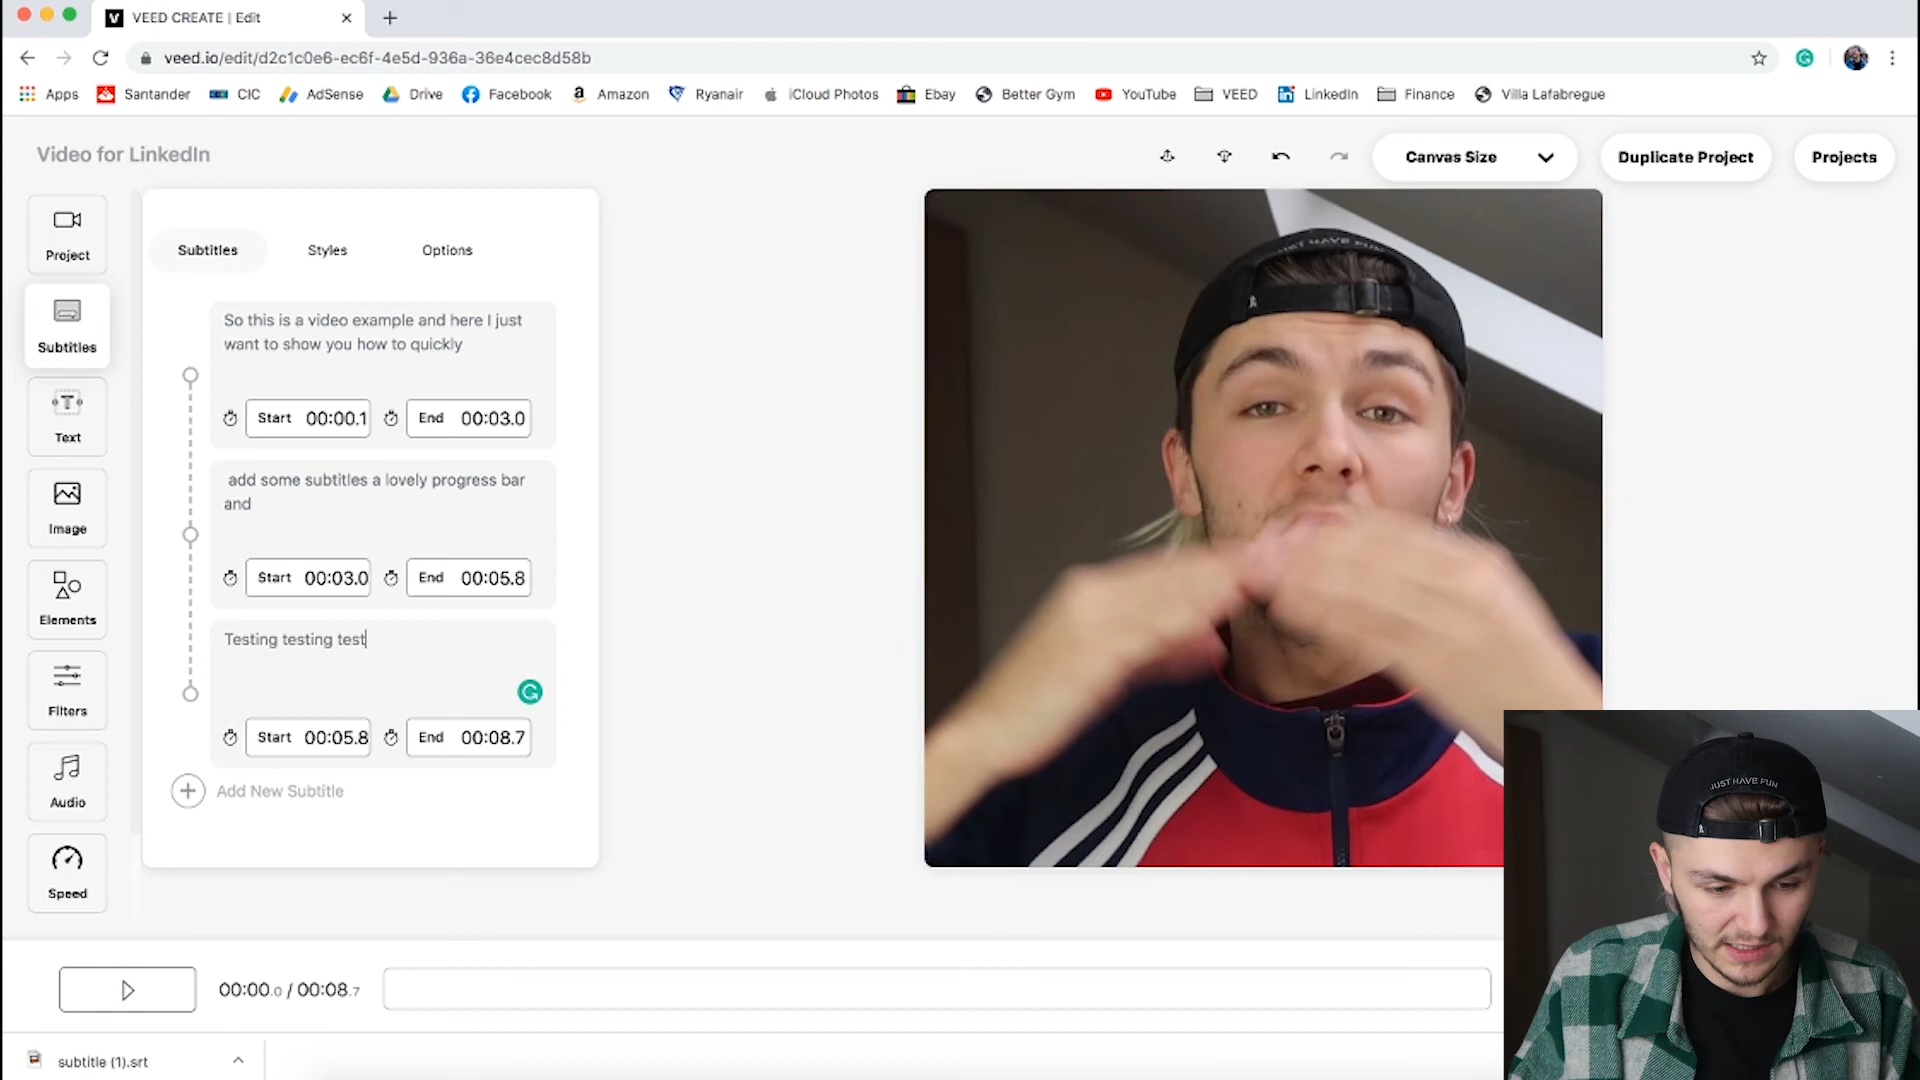 VEED CREATE | Edit
veed.io/edit/d2c1c0e6-ec6f-4e5d-936a-36e4cec8d58b
Apps Santander CIC AdSense Drive Facebook Amazon Ryanair iCloud Photos Ebay Better Gym YouTube VEED LinkedIn Finance Villa Lafabregue
Video for LinkedIn
Canvas Size
Duplicate Project
Projects
Project
Subtitles
Text
Image
Elements
Filters
Audio
Speed
Subtitles Styles Options
So this is a video example and here I just
want to show you how to quickly
Start 00:00.1 End 00:03.0
add some subtitles a lovely progress bar
and
Start 00:03.0 End 00:05.8
Testing testing test
Start 00:05.8 End 00:08.7
Add New Subtitle
JUST HAVE FUN
JUST HAVE FUN
00:00.0 / 00:08.7
subtitle (1).srt